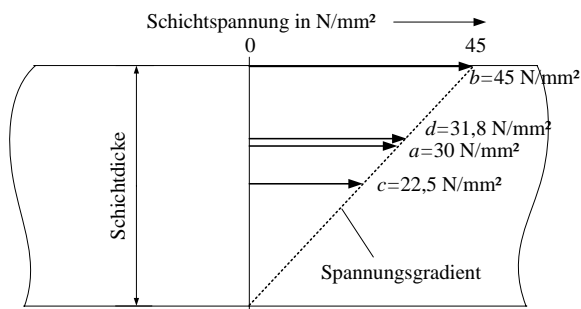 Schichtspannung in N/mm²
0
45
b=45 N/mm²
d=31,8 N/mm²
a=30 N/mm²
c=22,5 N/mm²
Schichtdicke
Spannungsgradient